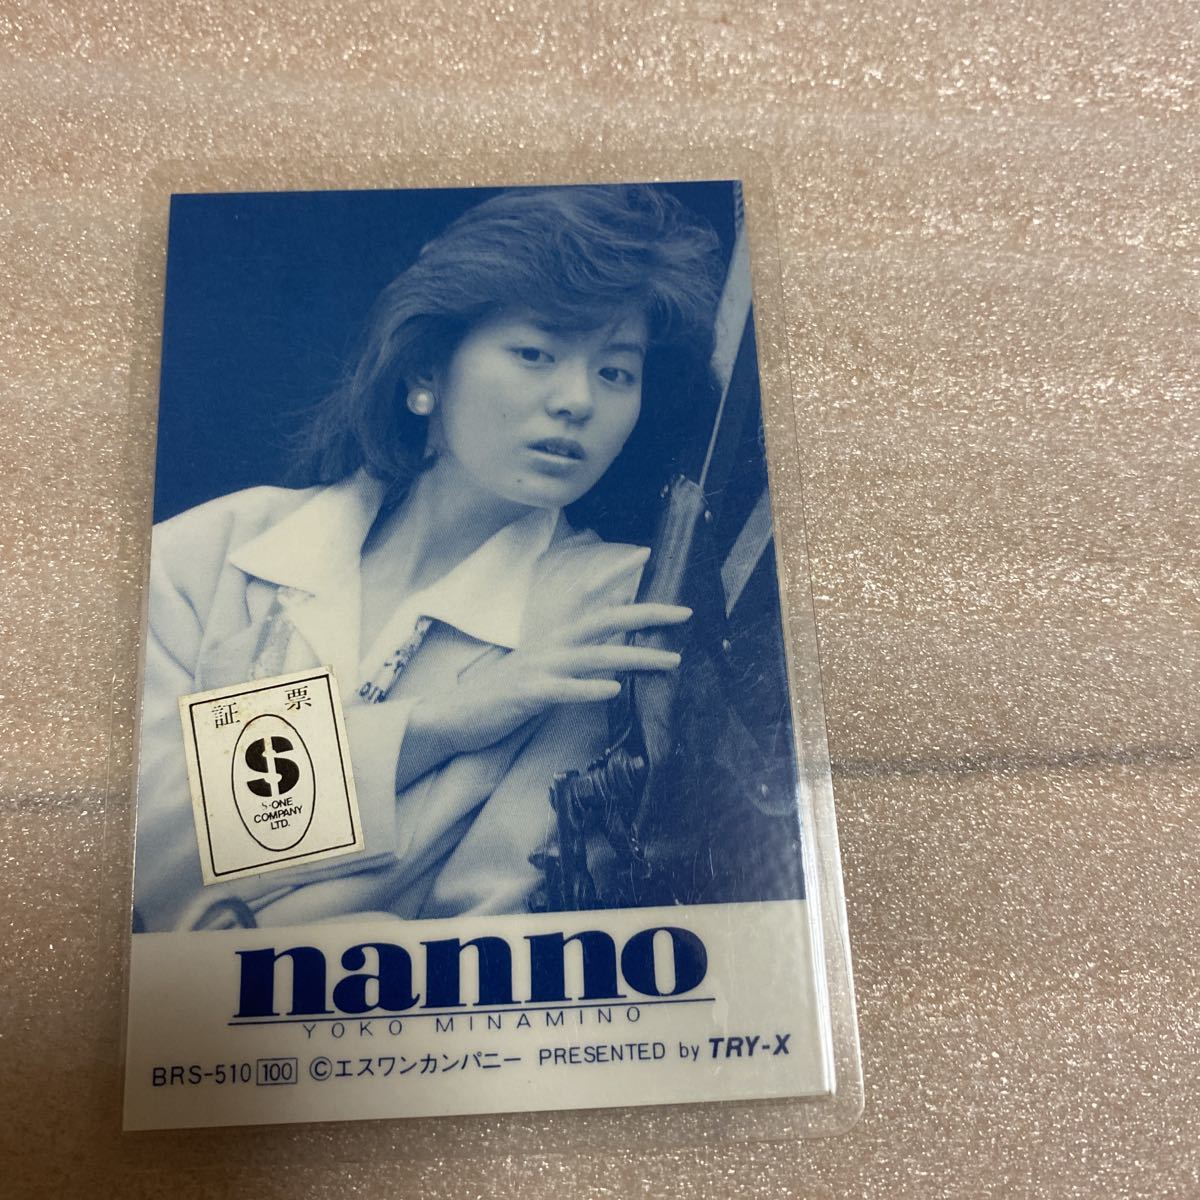 証 票
S
S-ONE
COMPANY
LTD.
nanno
YOKO MINAMINO
BRS-510 100 ©エスワンカンパニー PRESENTED by TRY-X